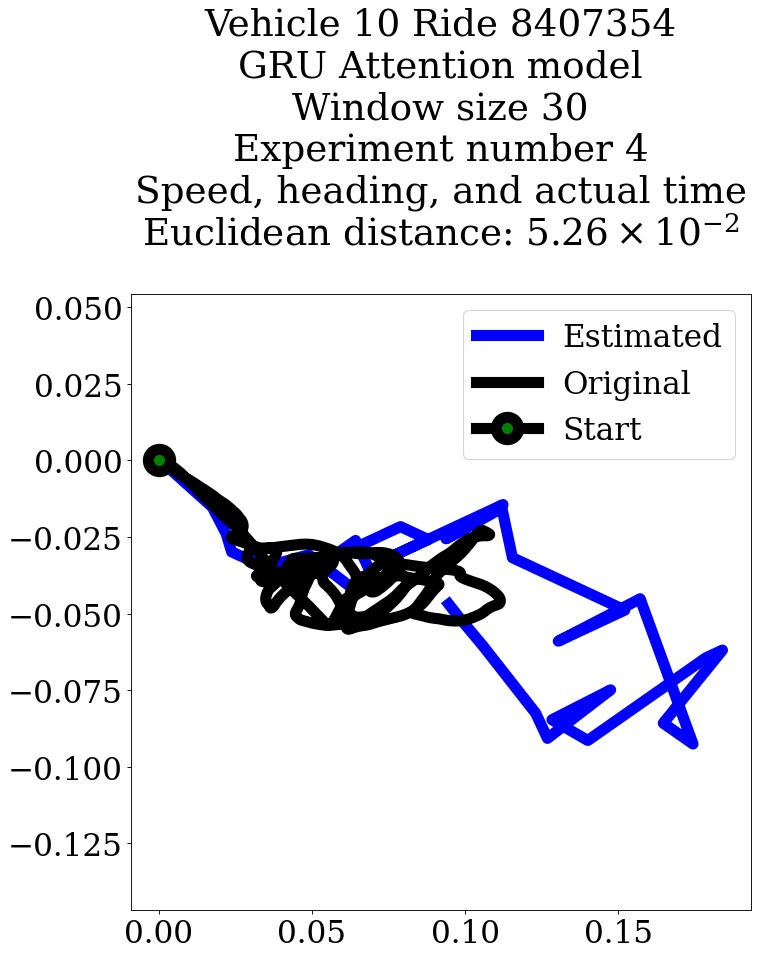 Vehicle 10 Ride 8407354
GRU Attention model
Window size 30
Experiment number 4
Speed, heading, and actual time
Euclidean distance: 5.26 × 10⁻²
Estimated
Original
Start
0.050
0.025
0.000
−0.025
−0.050
−0.075
−0.100
−0.125
0.00 0.05 0.10 0.15